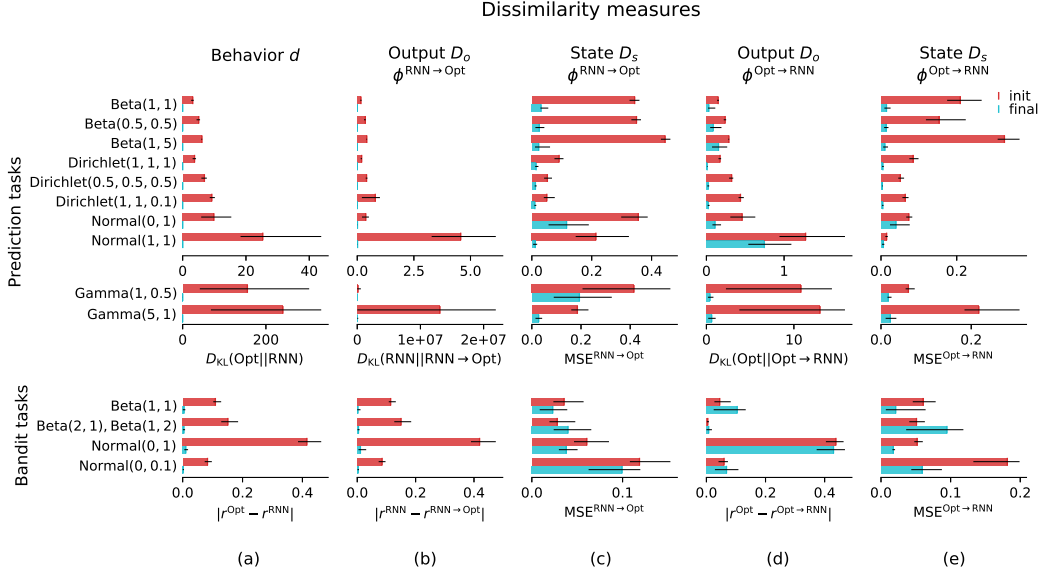 Dissimilarity measures
Behavior d
Output D_o
ϕ^RNN→Opt
State D_s
ϕ^RNN→Opt
Output D_o
ϕ^Opt→RNN
State D_s
ϕ^Opt→RNN
init
final
Prediction tasks
Beta(1, 1)
Beta(0.5, 0.5)
Beta(1, 5)
Dirichlet(1, 1, 1)
Dirichlet(0.5, 0.5, 0.5)
Dirichlet(1, 1, 0.1)
Normal(0, 1)
Normal(1, 1)
0 20 40
0.0 2.5 5.0
0.0 0.2 0.4
0 1
0.2
Gamma(1, 0.5)
Gamma(5, 1)
0 200
0 1e+07 2e+07
0.0 0.2 0.4
0 10
0.0 0.2
D_KL(Opt||RNN)
D_KL(RNN||RNN→Opt)
MSE^RNN→Opt
D_KL(Opt||Opt→RNN)
MSE^Opt→RNN
Bandit tasks
Beta(1, 1)
Beta(2, 1), Beta(1, 2)
Normal(0, 1)
Normal(0, 0.1)
0.0 0.2 0.4
0.0 0.2 0.4
0.0 0.1
0.0 0.2 0.4
0.0 0.1 0.2
|r^Opt − r^RNN|
|r^RNN − r^RNN→Opt|
MSE^RNN→Opt
|r^Opt − r^Opt→RNN|
MSE^Opt→RNN
(a) (b) (c) (d) (e)